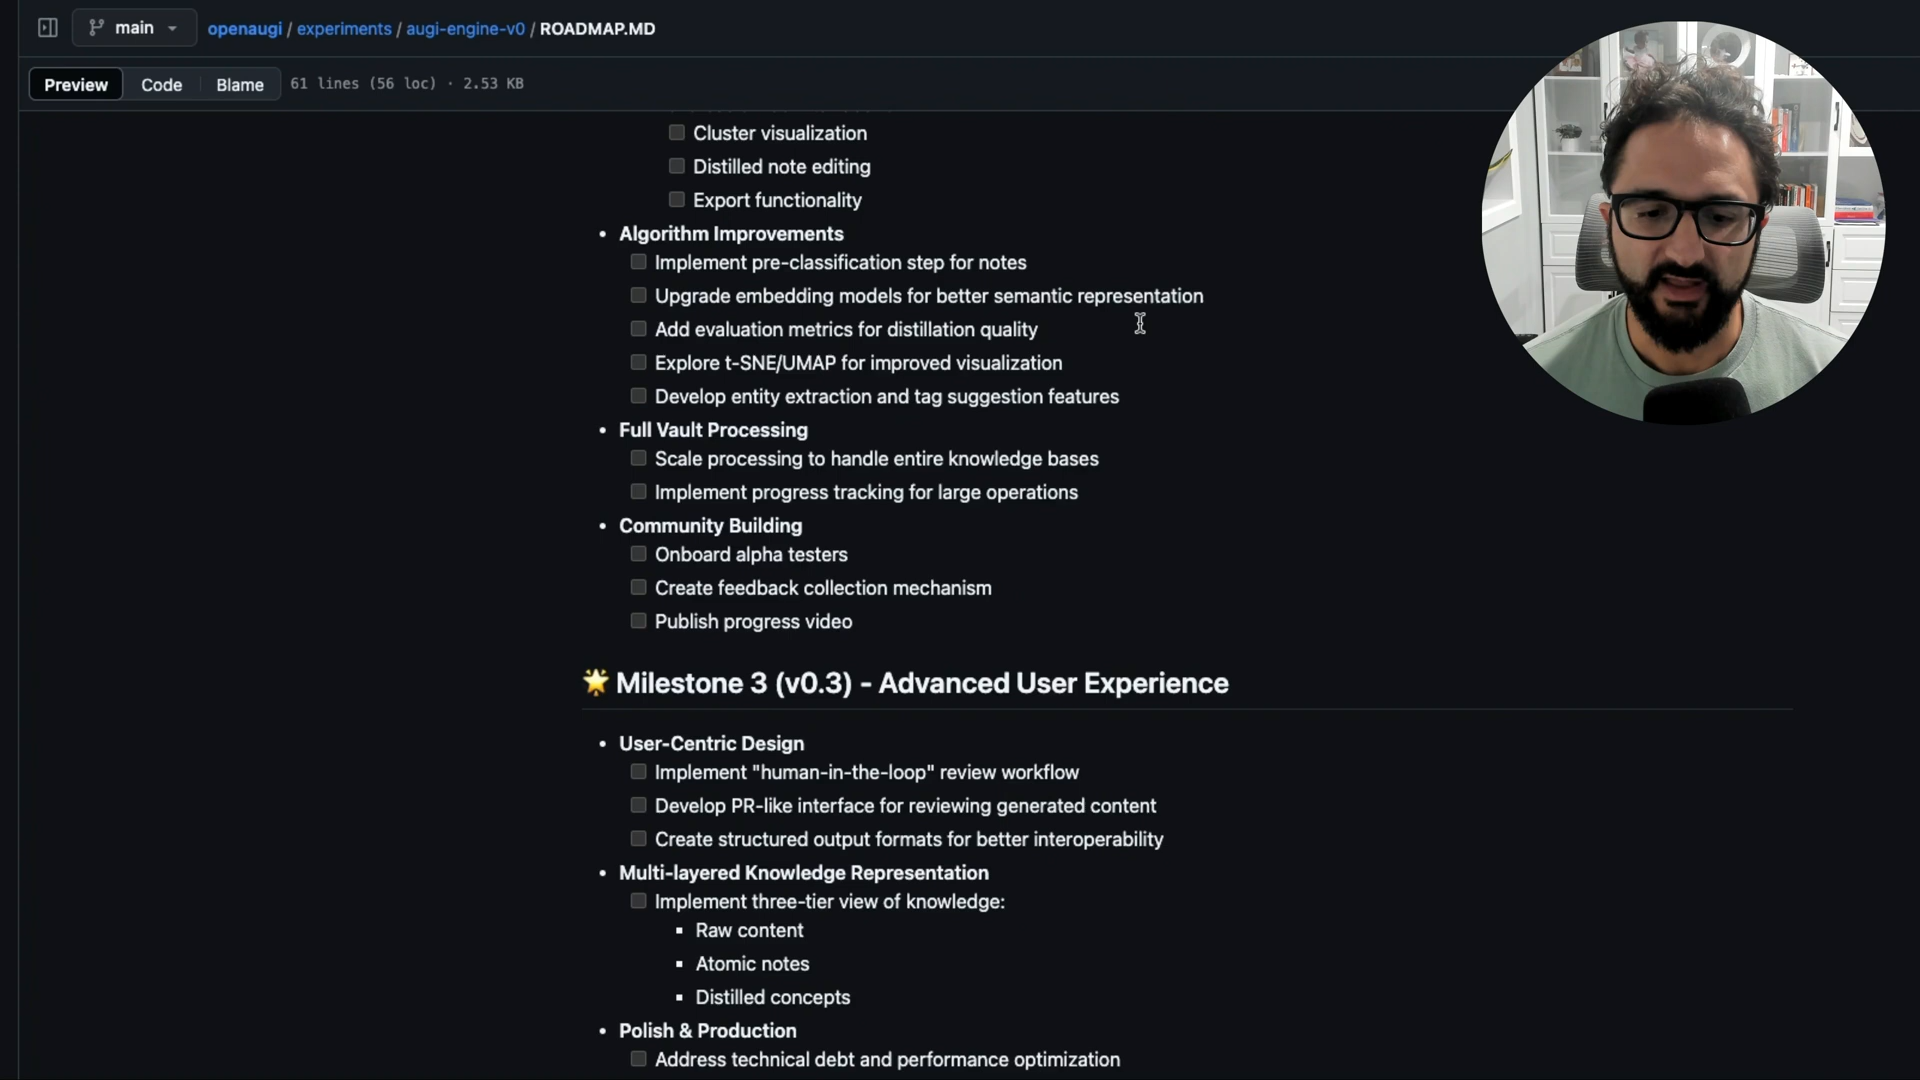 main
openaugi / experiments / augi-engine-v0 / ROADMAP.MD
Preview Code Blame 61 lines (56 loc) · 2.53 KB
Cluster visualization
Distilled note editing
Export functionality
• Algorithm Improvements
Implement pre-classification step for notes
Upgrade embedding models for better semantic representation
Add evaluation metrics for distillation quality
Explore t-SNE/UMAP for improved visualization
Develop entity extraction and tag suggestion features
• Full Vault Processing
Scale processing to handle entire knowledge bases
Implement progress tracking for large operations
• Community Building
Onboard alpha testers
Create feedback collection mechanism
Publish progress video
🌟 Milestone 3 (v0.3) - Advanced User Experience
• User-Centric Design
Implement "human-in-the-loop" review workflow
Develop PR-like interface for reviewing generated content
Create structured output formats for better interoperability
• Multi-layered Knowledge Representation
Implement three-tier view of knowledge:
▪ Raw content
▪ Atomic notes
▪ Distilled concepts
• Polish & Production
Address technical debt and performance optimization